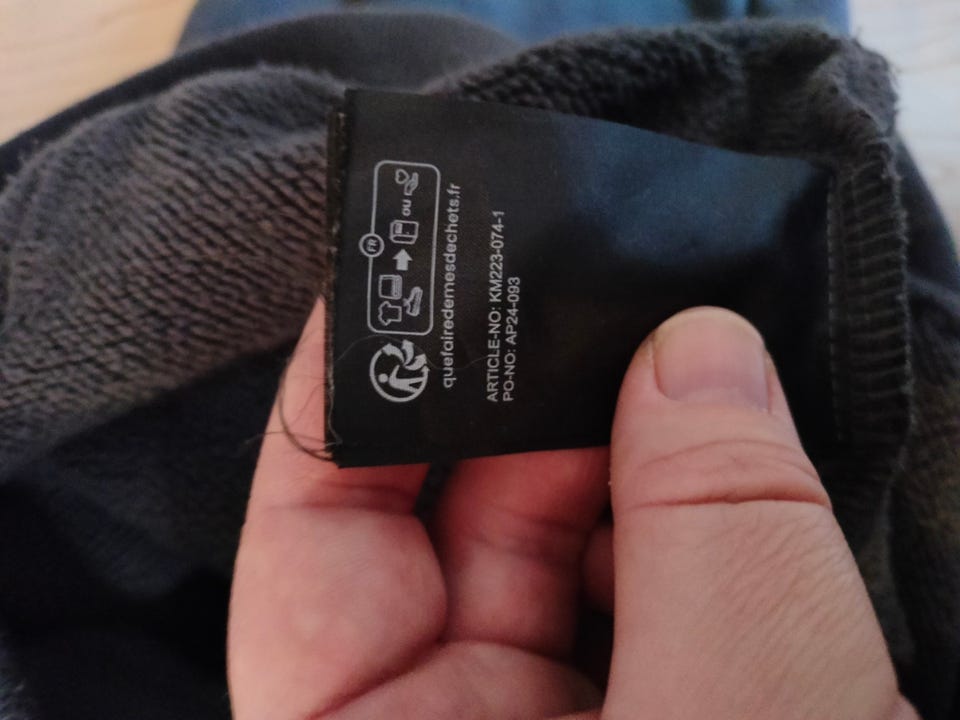 FR
ou
quefairedemesdechets.fr
ARTICLE-NO: KM223-074-1
PO-NO: AP24-093